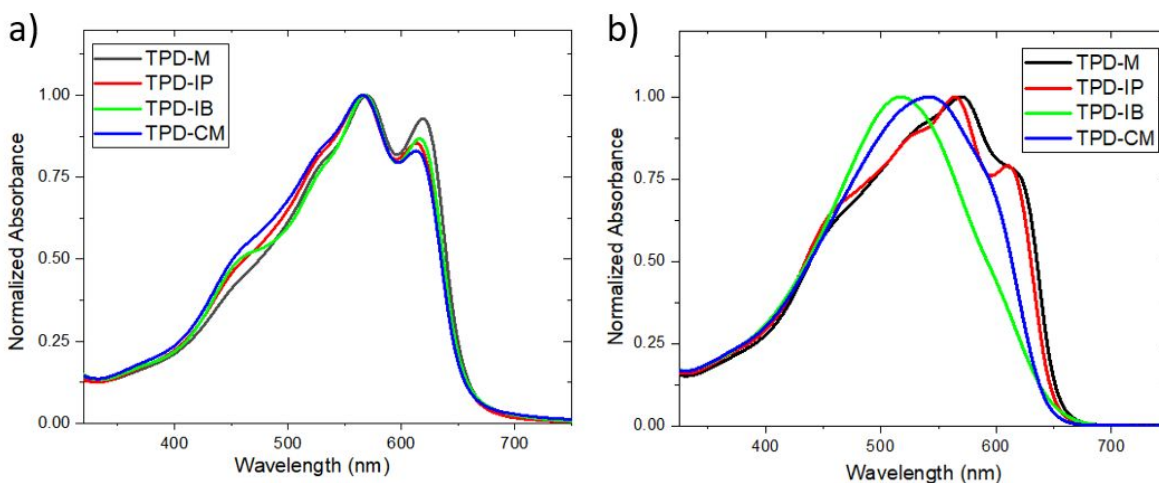 a)
TPD-M
TPD-IP
TPD-IB
TPD-CM
1.00
0.75
0.50
0.25
0.00
Normalized Absorbance
400
500
600
700
Wavelength (nm)
b)
TPD-M
TPD-IP
TPD-IB
TPD-CM
1.00
0.75
0.50
0.25
0.00
Normalized Absorbance
400
500
600
700
Wavelength (nm)